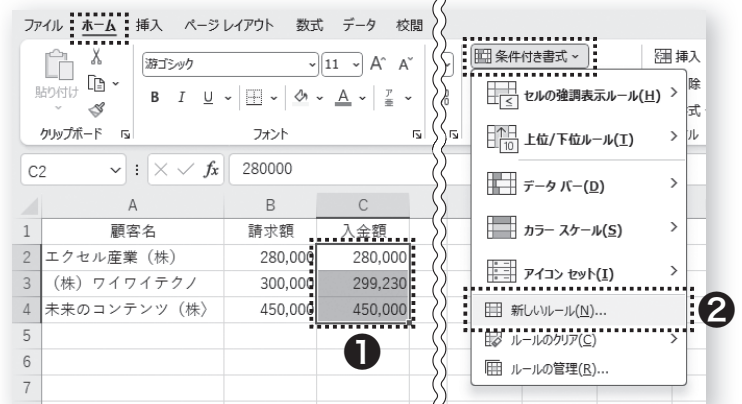 ファイル ホーム 挿入 ページ レイアウト 数式 データ 校閲
貼り付け
クリップボード
游ゴシック 11 A^ A˅
B I U A ア亜
フォント
条件付き書式
挿入
除
式
ル
セルの強調表示ルール(H) >
上位/下位ルール(T) >
データ バー(D) >
カラー スケール(S) >
アイコン セット(I) >
新しいルール(N)...
ルールのクリア(C) >
ルールの管理(R)...
❷
C2 fx 280000
A B C
1 顧客名 請求額 入金額
2 エクセル産業(株) 280,000 280,000
3 (株)ワイワイテクノ 300,000 299,230
4 未来のコンテンツ(株) 450,000 450,000
5
6
7
❶